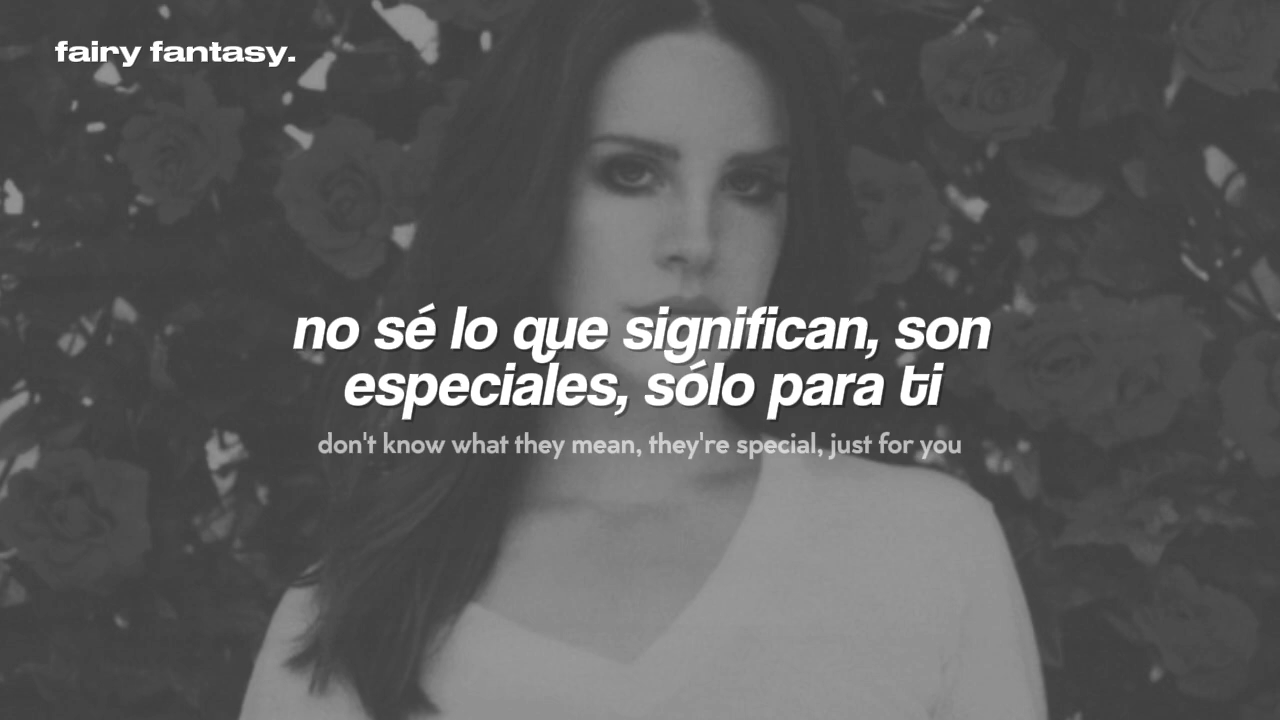 fairy fantasy.
no sé lo que significan, son
especiales, sólo para ti
don't know what they mean, they're special, just for you